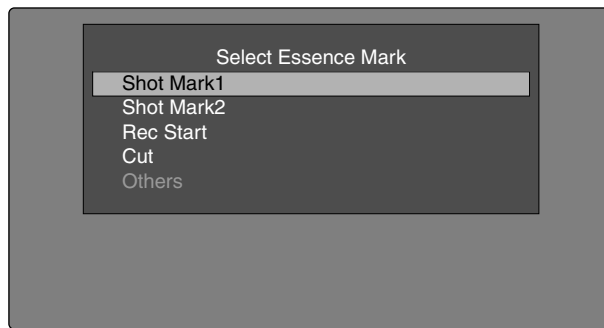 Select Essence Mark
Shot Mark1
Shot Mark2
Rec Start
Cut
Others